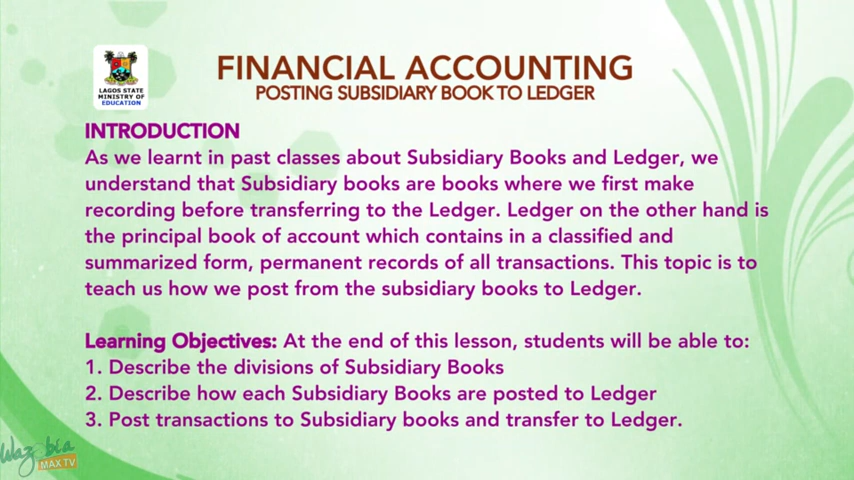 FINANCIAL ACCOUNTING
POSTING SUBSIDIARY BOOK TO LEDGER
LAGOS STATE
MINISTRY OF
EDUCATION
INTRODUCTION
As we learnt in past classes about Subsidiary Books and Ledger, we
understand that Subsidiary books are books where we first make
recording before transferring to the Ledger. Ledger on the other hand is
the principal book of account which contains in a classified and
summarized form, permanent records of all transactions. This topic is to
teach us how we post from the subsidiary books to Ledger.
Learning Objectives: At the end of this lesson, students will be able to:
1. Describe the divisions of Subsidiary Books
2. Describe how each Subsidiary Books are posted to Ledger
3. Post transactions to Subsidiary books and transfer to Ledger.
Wazobia
MAX TV